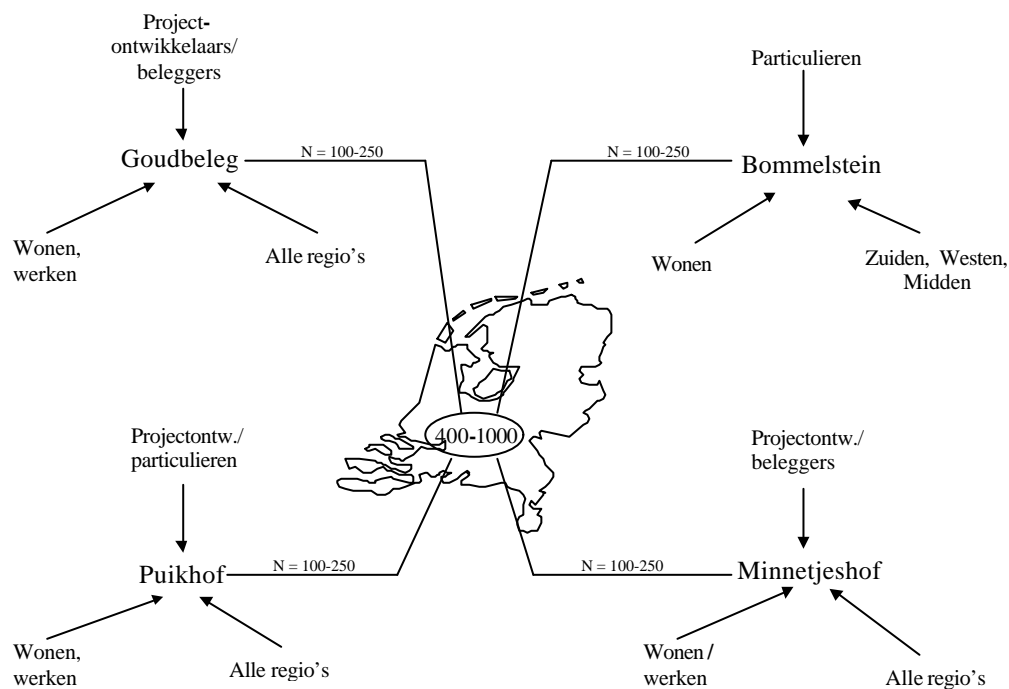 Project-
ontwikkelaars/
beleggers
Goudbeleg
N = 100-250
Wonen,
werken
Alle regio's
Particulieren
N = 100-250
Bommelstein
Wonen
Zuiden, Westen,
Midden
400-1000
Projectontw./
particulieren
Puikhof
N = 100-250
Wonen,
werken
Alle regio's
Projectontw./
beleggers
N = 100-250
Minnetjeshof
Wonen/
werken
Alle regio's